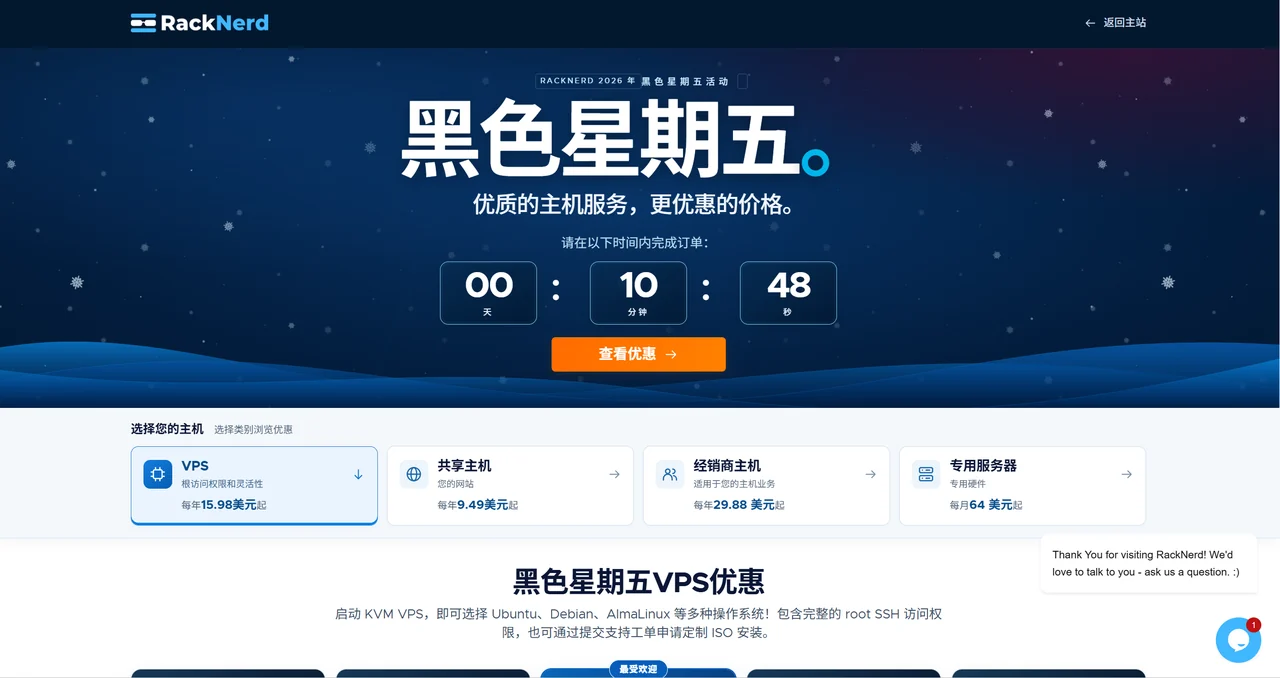 RackNerd
← 返回主站
RACKNERD 2026 年 黑色星期五活动
黑色星期五。
优质的主机服务，更优惠的价格。
请在以下时间内完成订单：
00 : 10 : 48
天 分钟 秒
查看优惠 →
选择您的主机 选择类别浏览优惠
VPS
根访问权限和灵活性
每年15.98美元起
共享主机
您的网站
每年9.49美元起
经销商主机
适用于您的主机业务
每年29.88 美元起
专用服务器
专用硬件
每月64 美元起
Thank You for visiting RackNerd! We'd
love to talk to you - ask us a question. :)
1
黑色星期五VPS优惠
启动 KVM VPS，即可选择 Ubuntu、Debian、AlmaLinux 等多种操作系统！包含完整的 root SSH 访问权
限，也可通过提交支持工单申请定制 ISO 安装。
最受欢迎